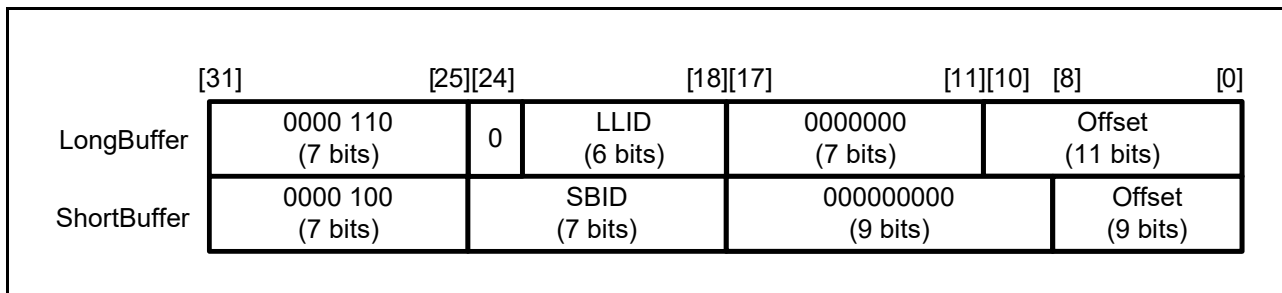 [31] [25][24] [18][17] [11][10] [8] [0]
LongBuffer 0000 110 0 LLID 0000000 Offset
(7 bits) (6 bits) (7 bits) (11 bits)
ShortBuffer 0000 100 SBID 000000000 Offset
(7 bits) (7 bits) (9 bits) (9 bits)